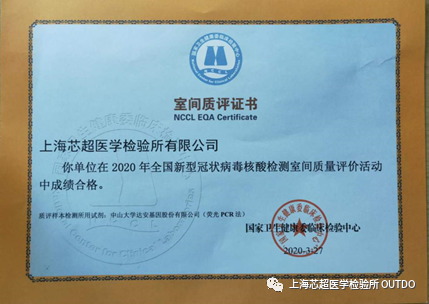 室间质评证书
NCCL EQA Certificate
上海芯超医学检验所有限公司
你单位在 2020 年全国新型冠状病毒核酸检测室间质量评价活动
中成绩合格。
质评样本检测所用试剂：中山大学达安基因股份有限公司（荧光 PCR 法）
国家卫生健康委临床检验中心
2020-3-27
上海芯超医学检验所 OUTDO